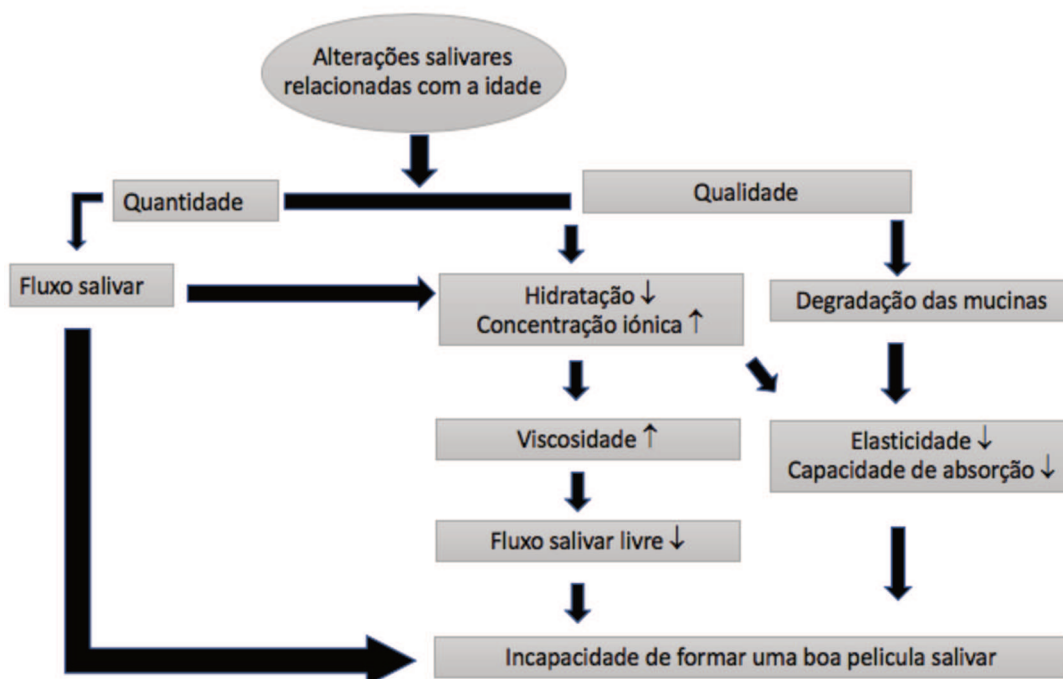 Alterações salivares
relacionadas com a idade
Quantidade
Qualidade
Fluxo salivar
Hidratação ↓
Concentração iónica ↑
Degradação das mucinas
Viscosidade ↑
Elasticidade ↓
Capacidade de absorção ↓
Fluxo salivar livre ↓
Incapacidade de formar uma boa pelicula salivar